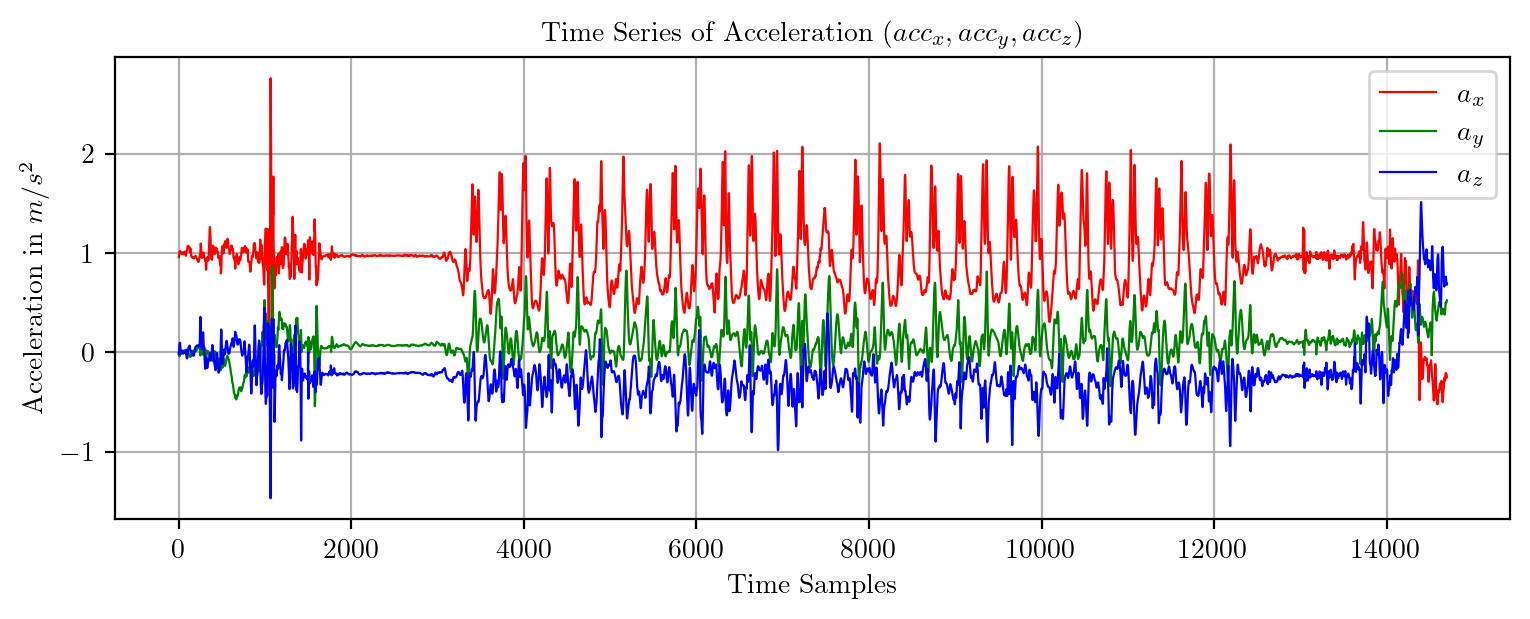 Time Series of Acceleration (acc_x, acc_y, acc_z)
Acceleration in m/s^2
2
1
0
−1
a_x
a_y
a_z
0 2000 4000 6000 8000 10000 12000 14000
Time Samples